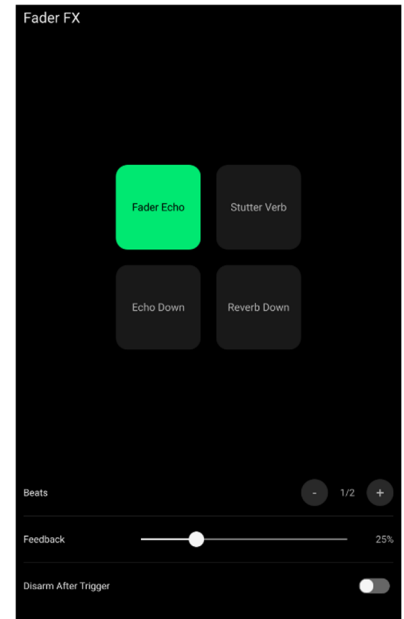 Fader FX
Fader Echo
Stutter Verb
Echo Down
Reverb Down
Beats - 1/2 +
Feedback 25%
Disarm After Trigger